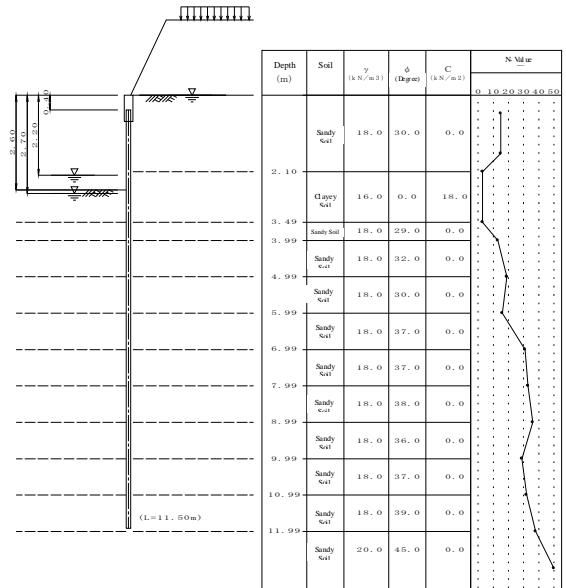 Depth Soil γ φ C N-Value
(m) (kN/m3) (Degree) (kN/m2)
0 10 20 30 40 50
0.40
2.20
2.70
2.60
Sandy Soil 18.0 30.0 0.0
2.10
Clayey Soil 16.0 0.0 18.0
3.49
Sandy Soil 18.0 29.0 0.0
3.99
Sandy Soil 18.0 32.0 0.0
4.99
Sandy Soil 18.0 30.0 0.0
5.99
Sandy Soil 18.0 37.0 0.0
6.99
Sandy Soil 18.0 37.0 0.0
7.99
Sandy Soil 18.0 38.0 0.0
8.99
Sandy Soil 18.0 36.0 0.0
9.99
Sandy Soil 18.0 37.0 0.0
10.99
Sandy Soil 18.0 39.0 0.0
(L=11.50m)
11.99
Sandy Soil 20.0 45.0 0.0